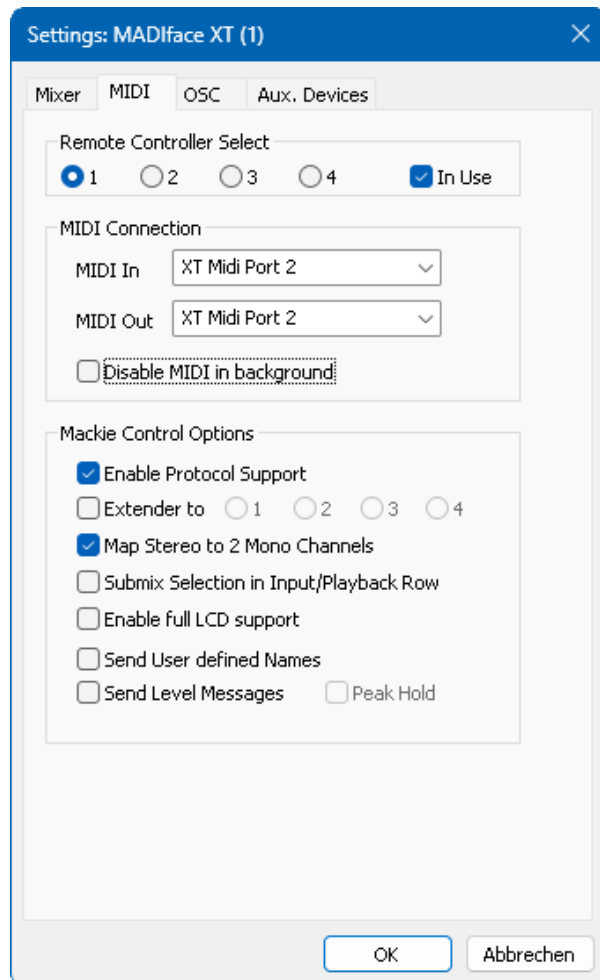 Settings: MADIface XT (1)
Mixer MIDI OSC Aux. Devices
Remote Controller Select
1 2 3 4 In Use
MIDI Connection
MIDI In XT Midi Port 2
MIDI Out XT Midi Port 2
Disable MIDI in background
Mackie Control Options
Enable Protocol Support
Extender to 1 2 3 4
Map Stereo to 2 Mono Channels
Submix Selection in Input/Playback Row
Enable full LCD support
Send User defined Names
Send Level Messages Peak Hold
OK Abbrechen